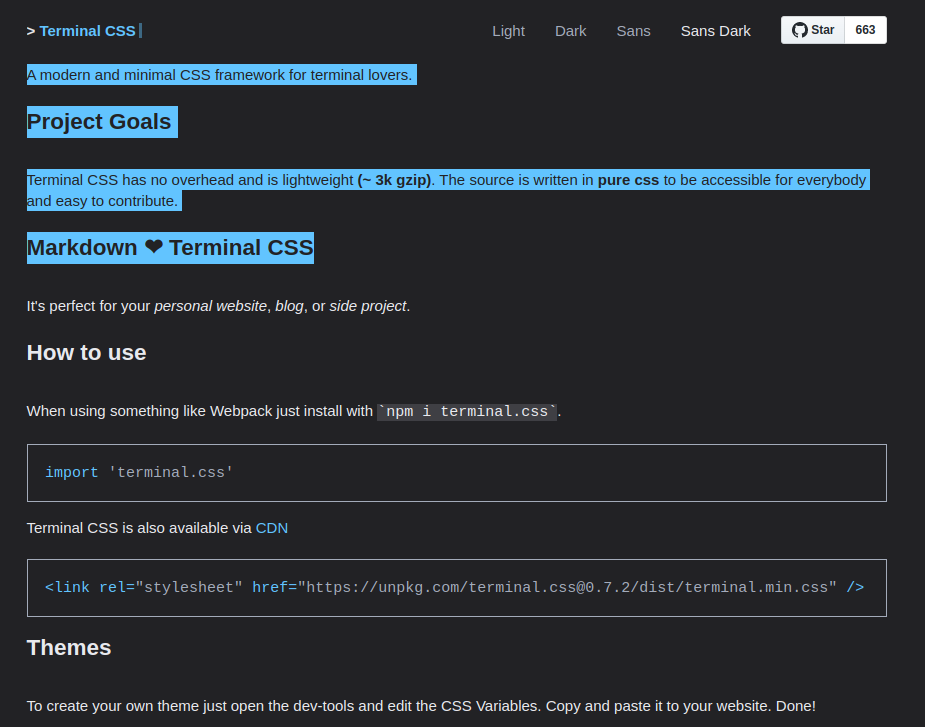 > Terminal CSS
Light Dark Sans Sans Dark Star 663
A modern and minimal CSS framework for terminal lovers.
Project Goals
Terminal CSS has no overhead and is lightweight (~ 3k gzip). The source is written in pure css to be accessible for everybody
and easy to contribute.
Markdown ❤ Terminal CSS
It's perfect for your personal website, blog, or side project.
How to use
When using something like Webpack just install with `npm i terminal.css`.
import 'terminal.css'
Terminal CSS is also available via CDN
<link rel="stylesheet" href="https://unpkg.com/terminal.css@0.7.2/dist/terminal.min.css" />
Themes
To create your own theme just open the dev-tools and edit the CSS Variables. Copy and paste it to your website. Done!